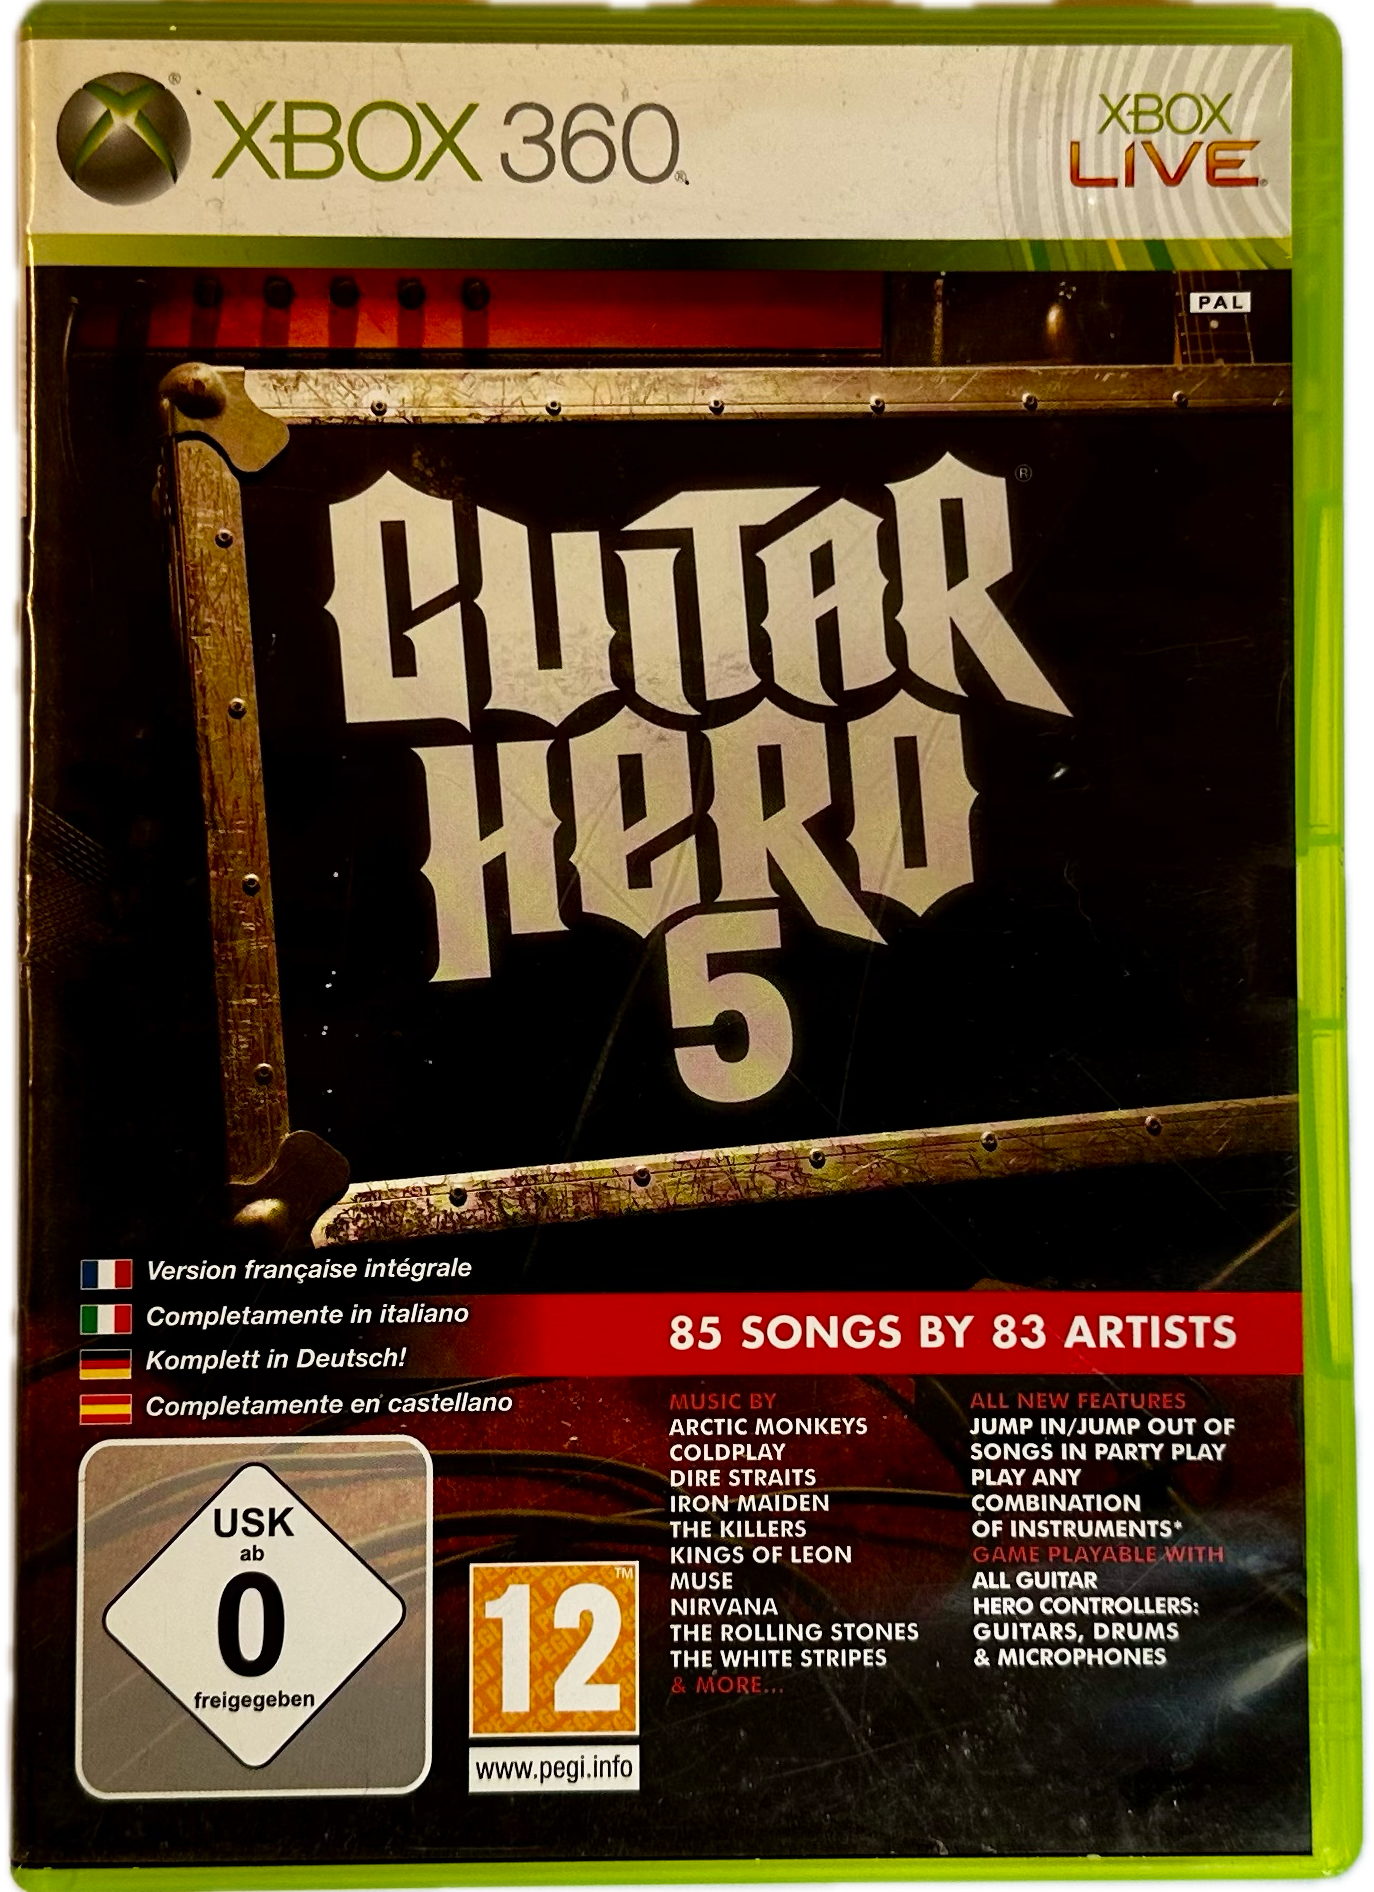 XBOX 360®
XBOX
LIVE®
PAL
GUITAR®
HERO
5
Version française intégrale
Completamente in italiano
Komplett in Deutsch!
Completamente en castellano
85 SONGS BY 83 ARTISTS
MUSIC BY
ARCTIC MONKEYS
COLDPLAY
DIRE STRAITS
IRON MAIDEN
THE KILLERS
KINGS OF LEON
MUSE
NIRVANA
THE ROLLING STONES
THE WHITE STRIPES
& MORE...
ALL NEW FEATURES
JUMP IN/JUMP OUT OF
SONGS IN PARTY PLAY
PLAY ANY
COMBINATION
OF INSTRUMENTS*
GAME PLAYABLE WITH
ALL GUITAR
HERO CONTROLLERS:
GUITARS, DRUMS
& MICROPHONES
USK
ab
0
freigegeben
12™
www.pegi.info